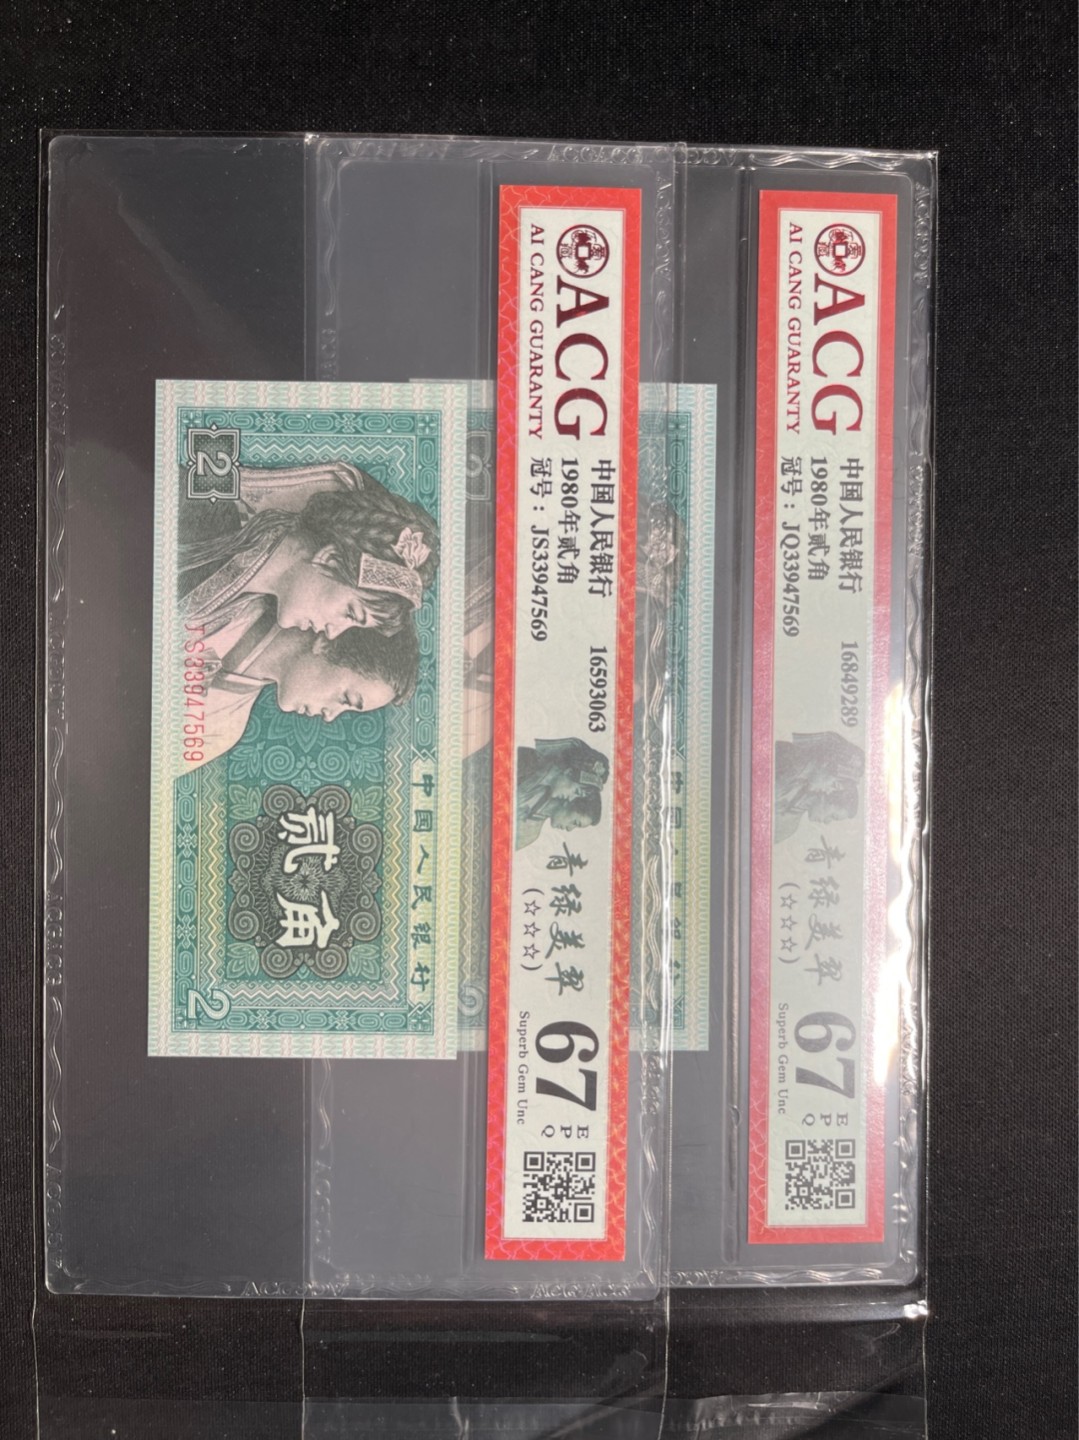 ACG
AI CANG GUARANTY
中国人民银行
1980年贰角
冠号：JQ33947569
16849289
青绿美翠
(☆☆☆)
67
EPQ
Superb Gem Unc
ACG
AI CANG GUARANTY
中国人民银行
1980年贰角
冠号：JS33947569
16593063
青绿美翠
(☆☆☆)
67
EPQ
Superb Gem Unc
中国人民银行
贰角
2
2
JS33947569